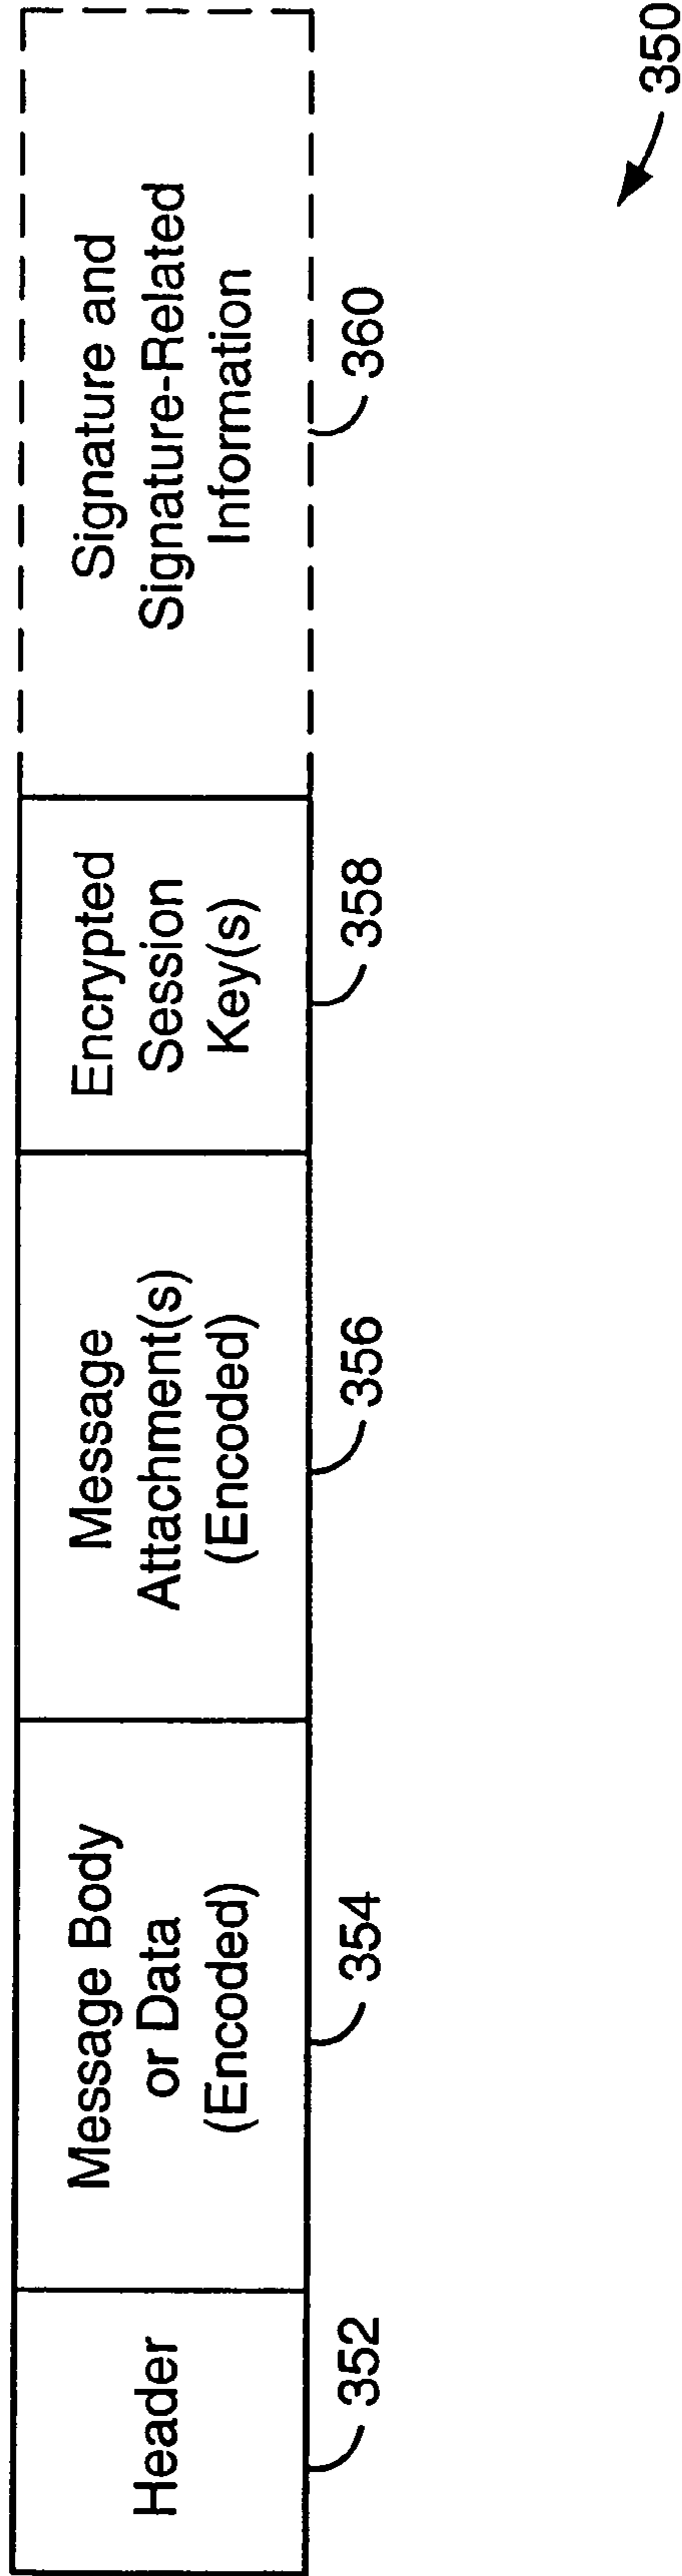 Header
352
Message Body
or Data
(Encoded)
354
Message
Attachment(s)
(Encoded)
356
Encrypted
Session
Key(s)
358
Signature and
Signature-Related
Information
360
350